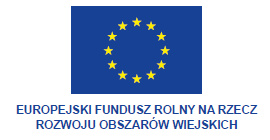 EUROPEJSKI FUNDUSZ ROLNY NA RZECZ
ROZWOJU OBSZARÓW WIEJSKICH